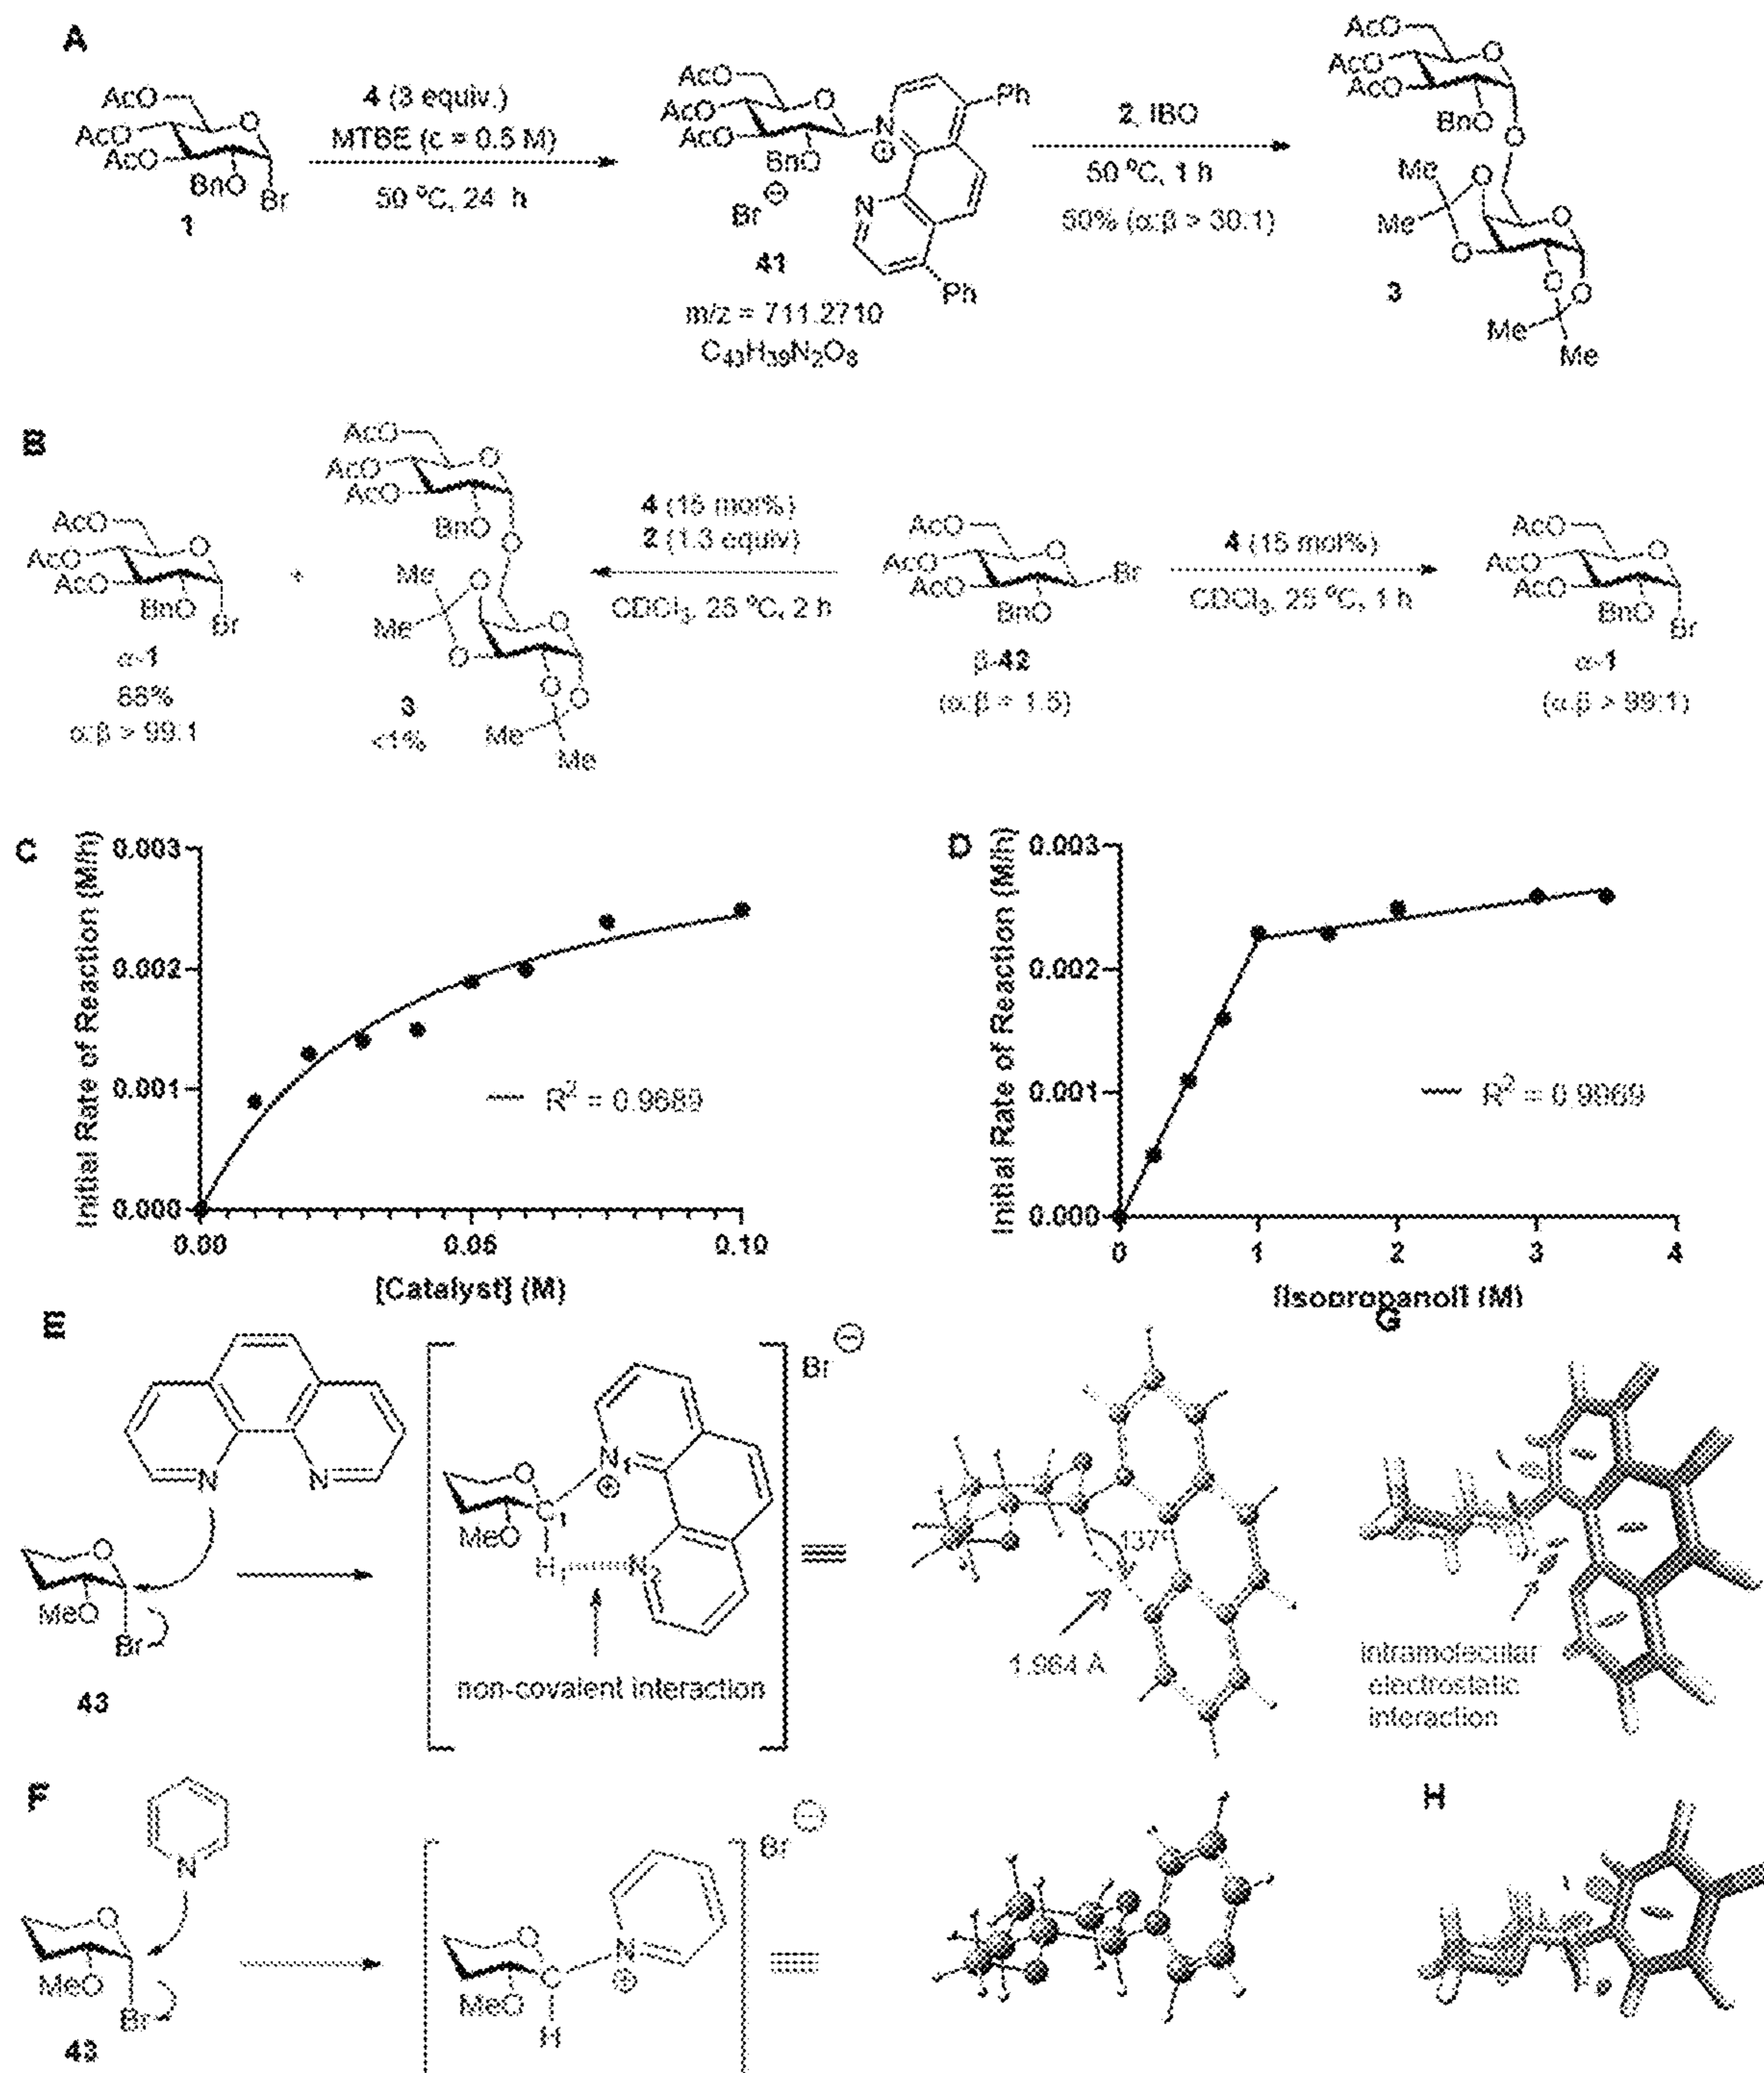 A
AcO
AcO
AcO
BnO
O
Br
1
4 (3 equiv.)
MTBE (c = 0.5 M)
50 ºC, 24 h
AcO
AcO
AcO
BnO
O
N
⊕
Ph
N
Ph
Br
⊖
41
m/z = 711.2710
C₄₃H₃₉N₂O₈
2, IBO
50 ºC, 1 h
50% (α:β > 30:1)
AcO
AcO
AcO
O
BnO
O
Me
O
Me
O
O
O
O
Me
Me
3
B
AcO
AcO
AcO
O
BnO
Br
α-1
+
AcO
AcO
AcO
O
BnO
O
Me
O
Me
O
O
O
O
Me
Me
3
<1%
α:β > 99:1
4 (15 mol%)
2 (1.3 equiv)
CDCl₃, 25 ºC, 2 h
AcO
AcO
AcO
O
Br
BnO
β-42
4 (15 mol%)
CDCl₃, 25 ºC, 1 h
AcO
AcO
AcO
O
BnO
Br
α-1
(α:β > 99:1)
C
Initial Rate of Reaction (M/h)
0.003
0.002
0.001
0.000
0.00
0.05
0.10
R² = 0.9689
[Catalyst] (M)
D
Initial Rate of Reaction (M/h)
0.003
0.002
0.001
0.000
0
1
2
3
4
[Isopropanol] (M)
E
N
N
O
MeO
Br
43
O
N₁
⊕
C₁
MeO
H₁
N₂
non-covalent interaction
Br
⊖
137º
1.964 Å
G
intramolecular
electrostatic
interaction
F
N
O
MeO
Br
43
O
C
N
⊕
MeO
H
Br
⊖
H